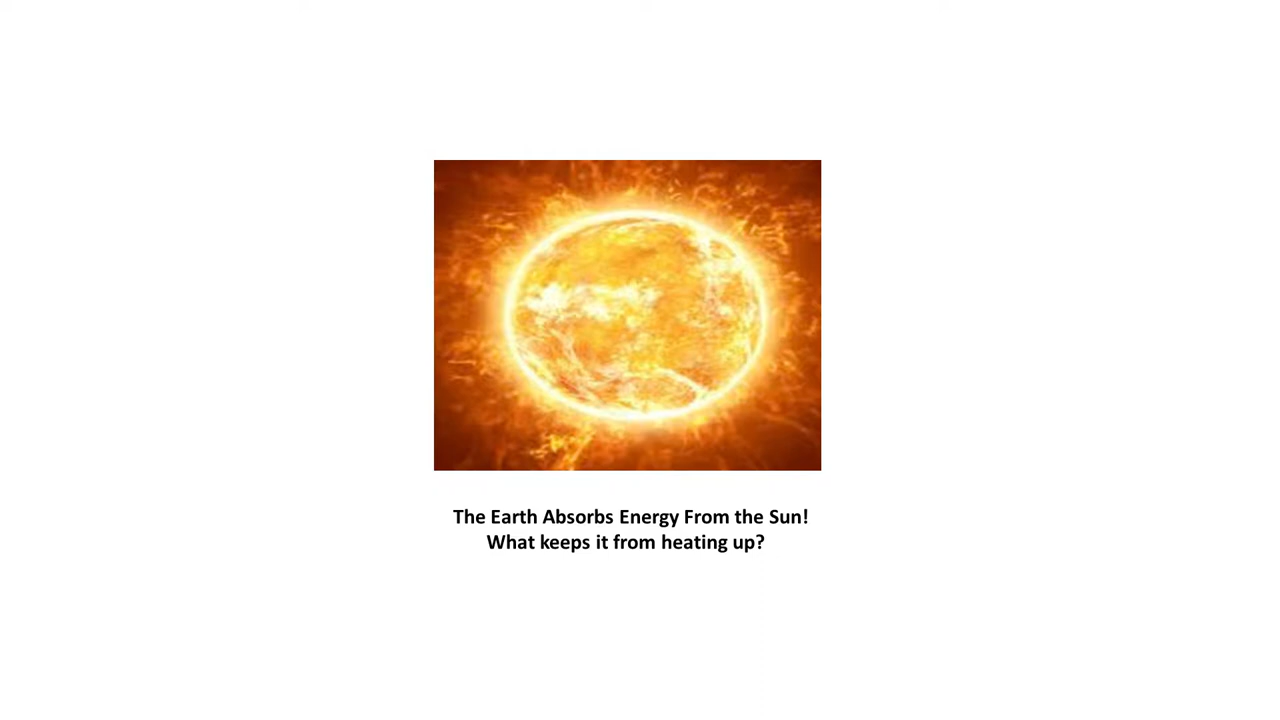 The Earth Absorbs Energy From the Sun!
What keeps it from heating up?